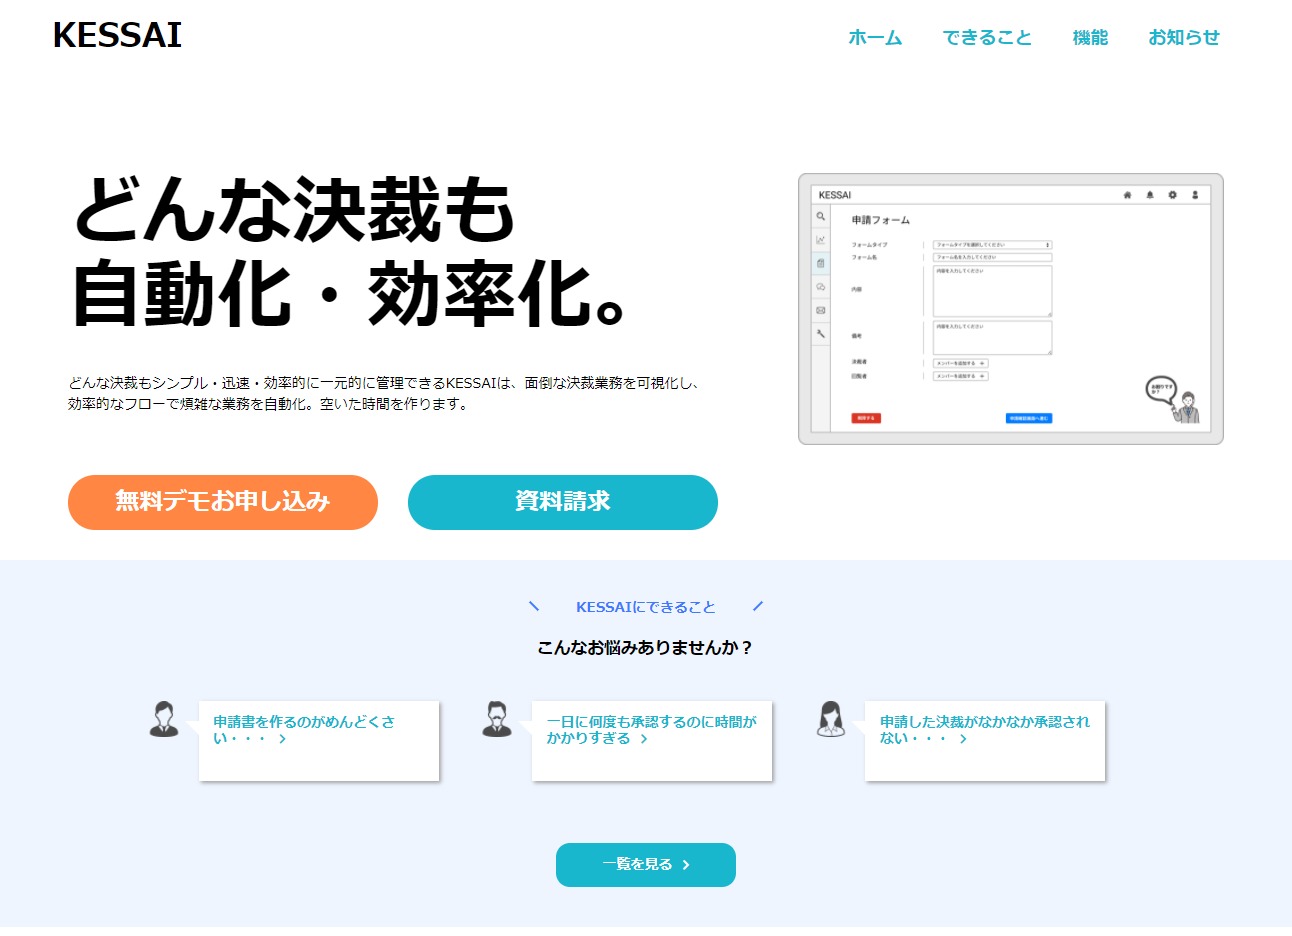 KESSAI
ホーム
できること
機能
お知らせ
どんな決裁も
自動化・効率化。
どんな決裁もシンプル・迅速・効率的に一元的に管理できるKESSAIは、面倒な決裁業務を可視化し、
効率的なフローで煩雑な業務を自動化。空いた時間を作ります。
無料デモお申し込み
資料請求
KESSAI
申請フォーム
フォームタイプ
フォームタイプを選択してください
フォーム名
フォーム名を入力してください
内容
内容を入力してください
備考
内容を入力してください
決裁者
メンバーを追加する ＋
回覧者
メンバーを追加する ＋
お困りです
か？
削除する
KESSAIにできること
こんなお悩みありませんか？
申請書を作るのがめんどくさ
い・・・
一日に何度も承認するのに時間が
かかりすぎる
申請した決裁がなかなか承認され
ない・・・
一覧を見る